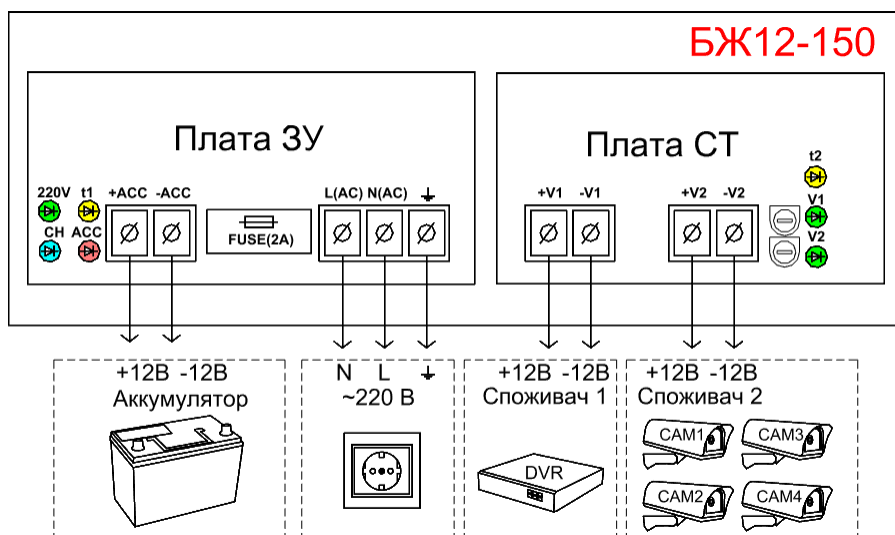 БЖ12-150
Плата ЗУ
Плата СТ
t2
220V t1 +ACC -ACC
L(AC) N(AC)
+V1 -V1
+V2 -V2
V1
CH ACC
FUSE(2A)
V2
+12В -12В
Аккумулятор
N L
~220 В
+12В -12В
Споживач 1
DVR
+12В -12В
Споживач 2
CAM1 CAM3
CAM2 CAM4